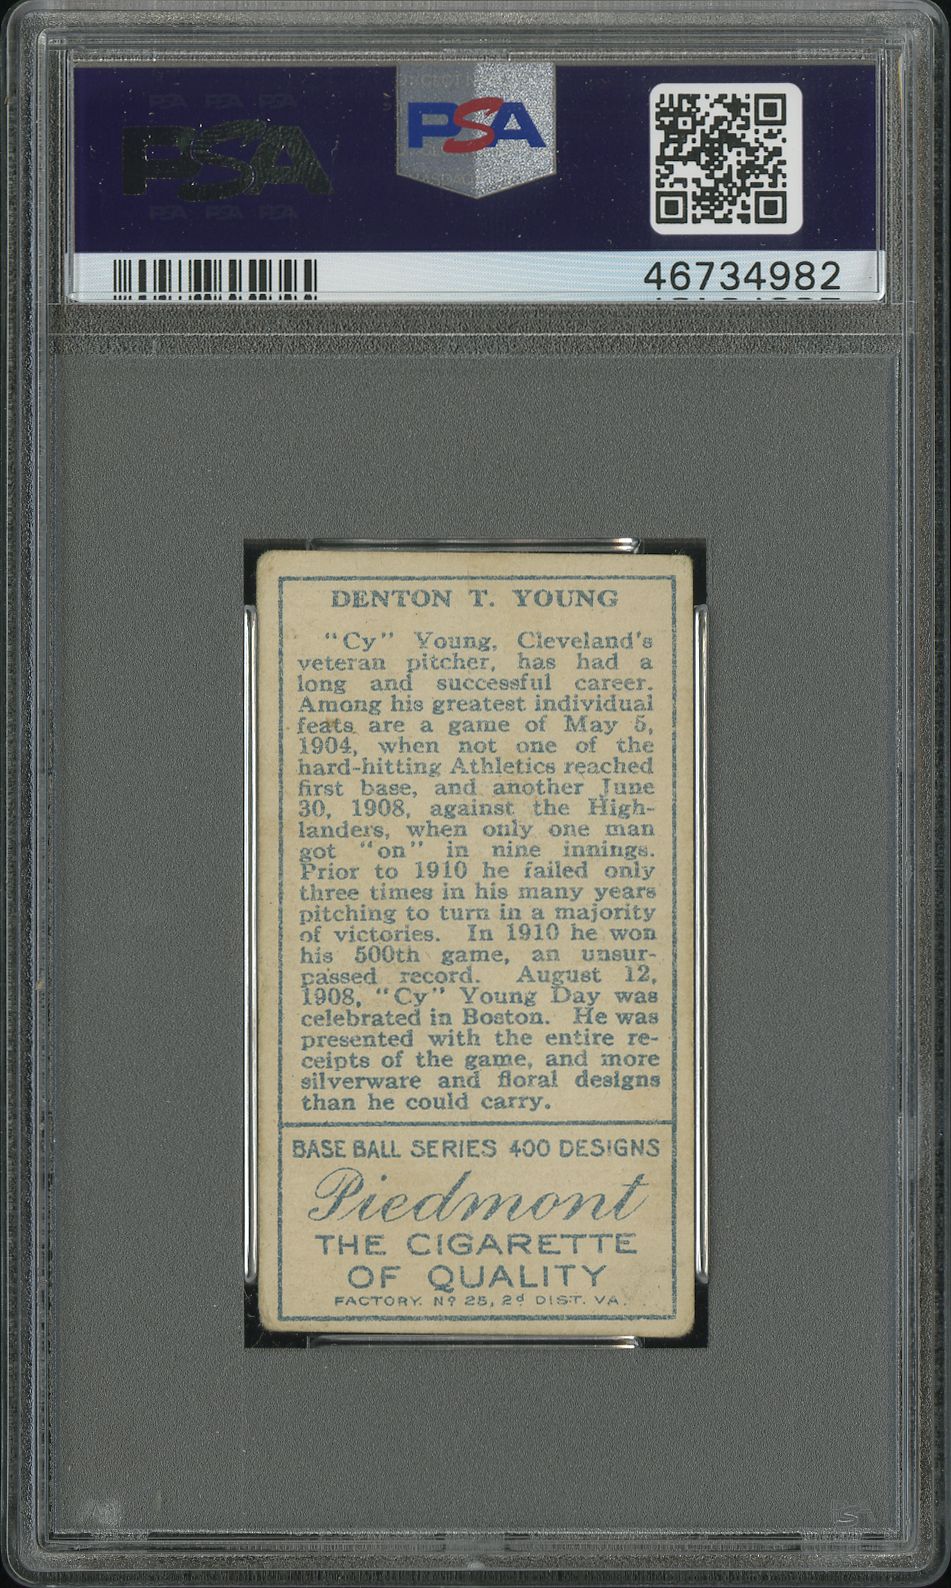 PSA PSA PSA
PSA
PSA PSA PSA
PSA
46734982
DENTON T. YOUNG
"Cy" Young, Cleveland's
veteran pitcher, has had a
long and successful career.
Among his greatest individual
feats are a game of May 5,
1904, when not one of the
hard-hitting Athletics reached
first base, and another June
30, 1908, against the High-
landers, when only one man
got "on" in nine innings.
Prior to 1910 he failed only
three times in his many years
pitching to turn in a majority
of victories. In 1910 he won
his 500th game, an unsur-
passed record. August 12,
1908, "Cy" Young Day was
celebrated in Boston. He was
presented with the entire re-
ceipts of the game, and more
silverware and floral designs
than he could carry.
BASE BALL SERIES 400 DESIGNS
Piedmont
THE CIGARETTE
OF QUALITY
FACTORY. Nº 25, 2d DIST. VA.